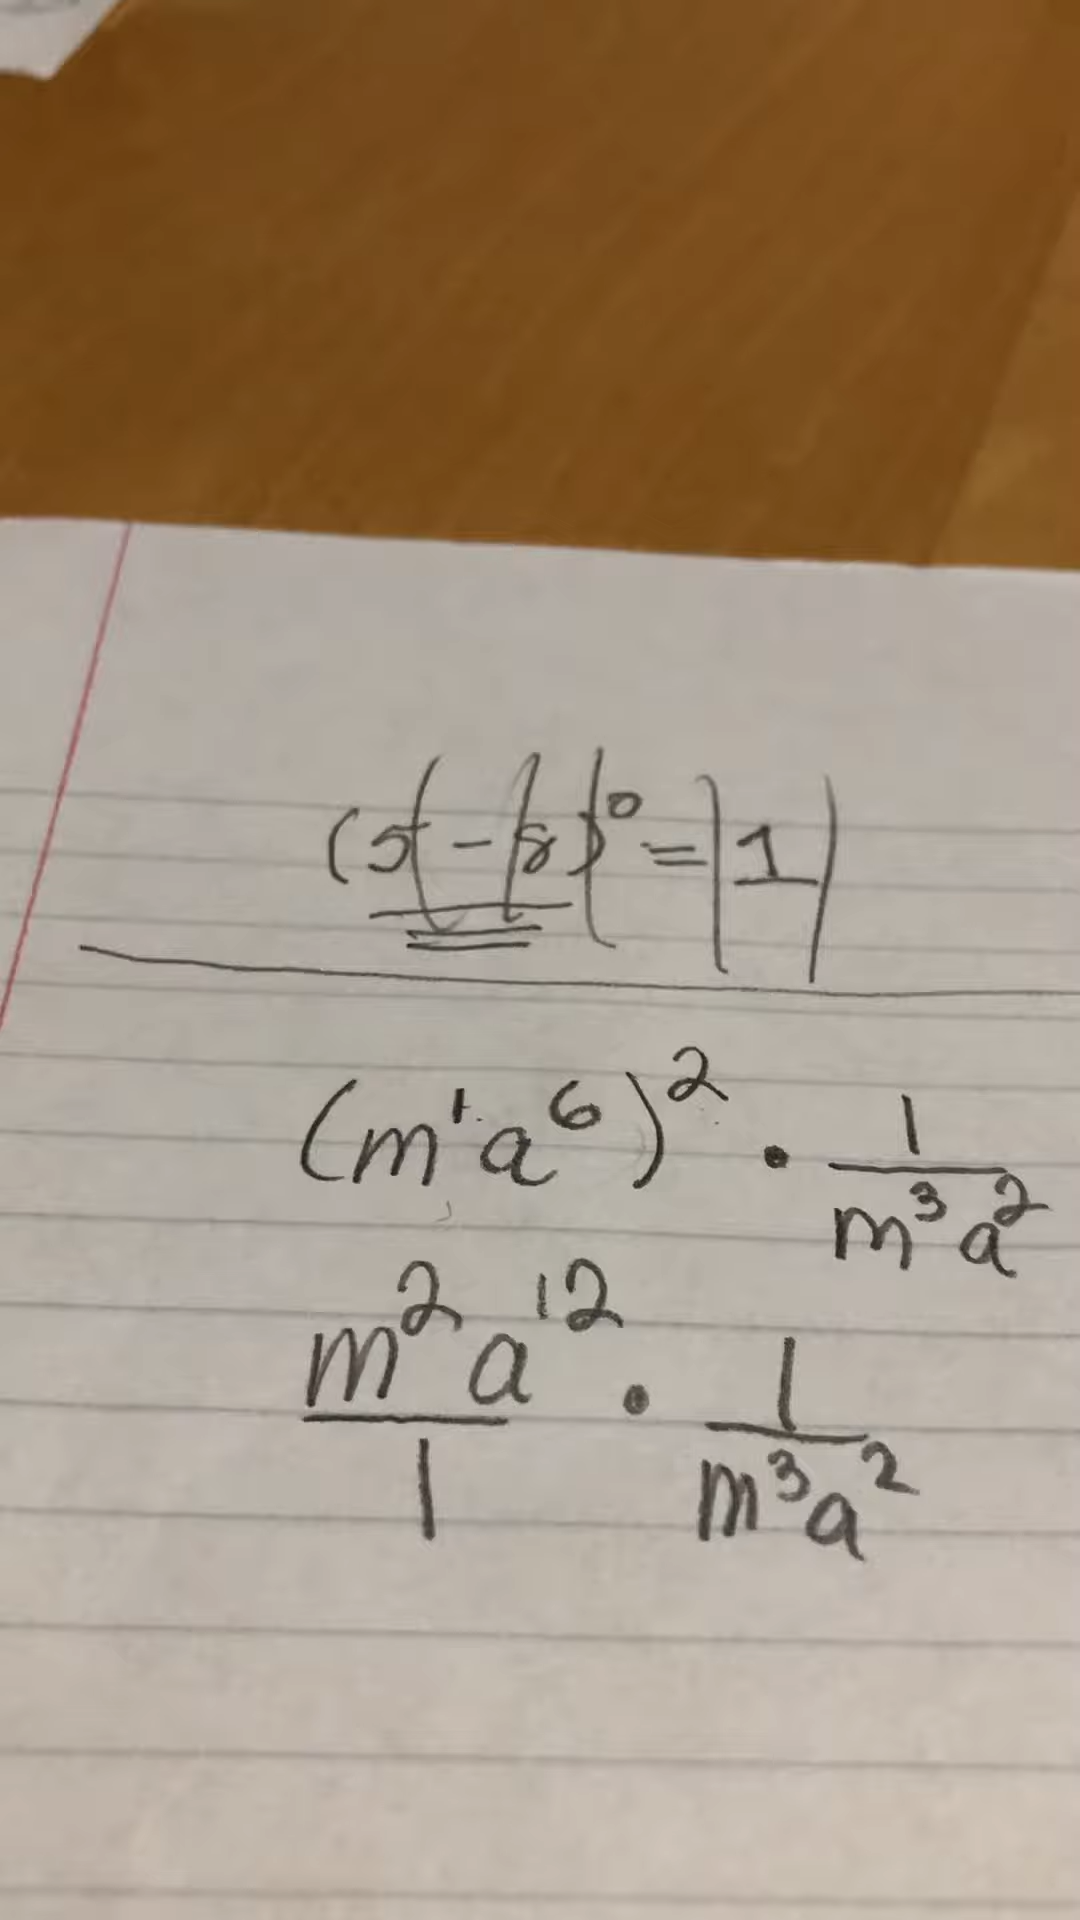 (5 - 8)⁰ = |1|
(m¹a⁶)² · 1/(m³a²)
m²a¹²/1 · 1/(m³a²)